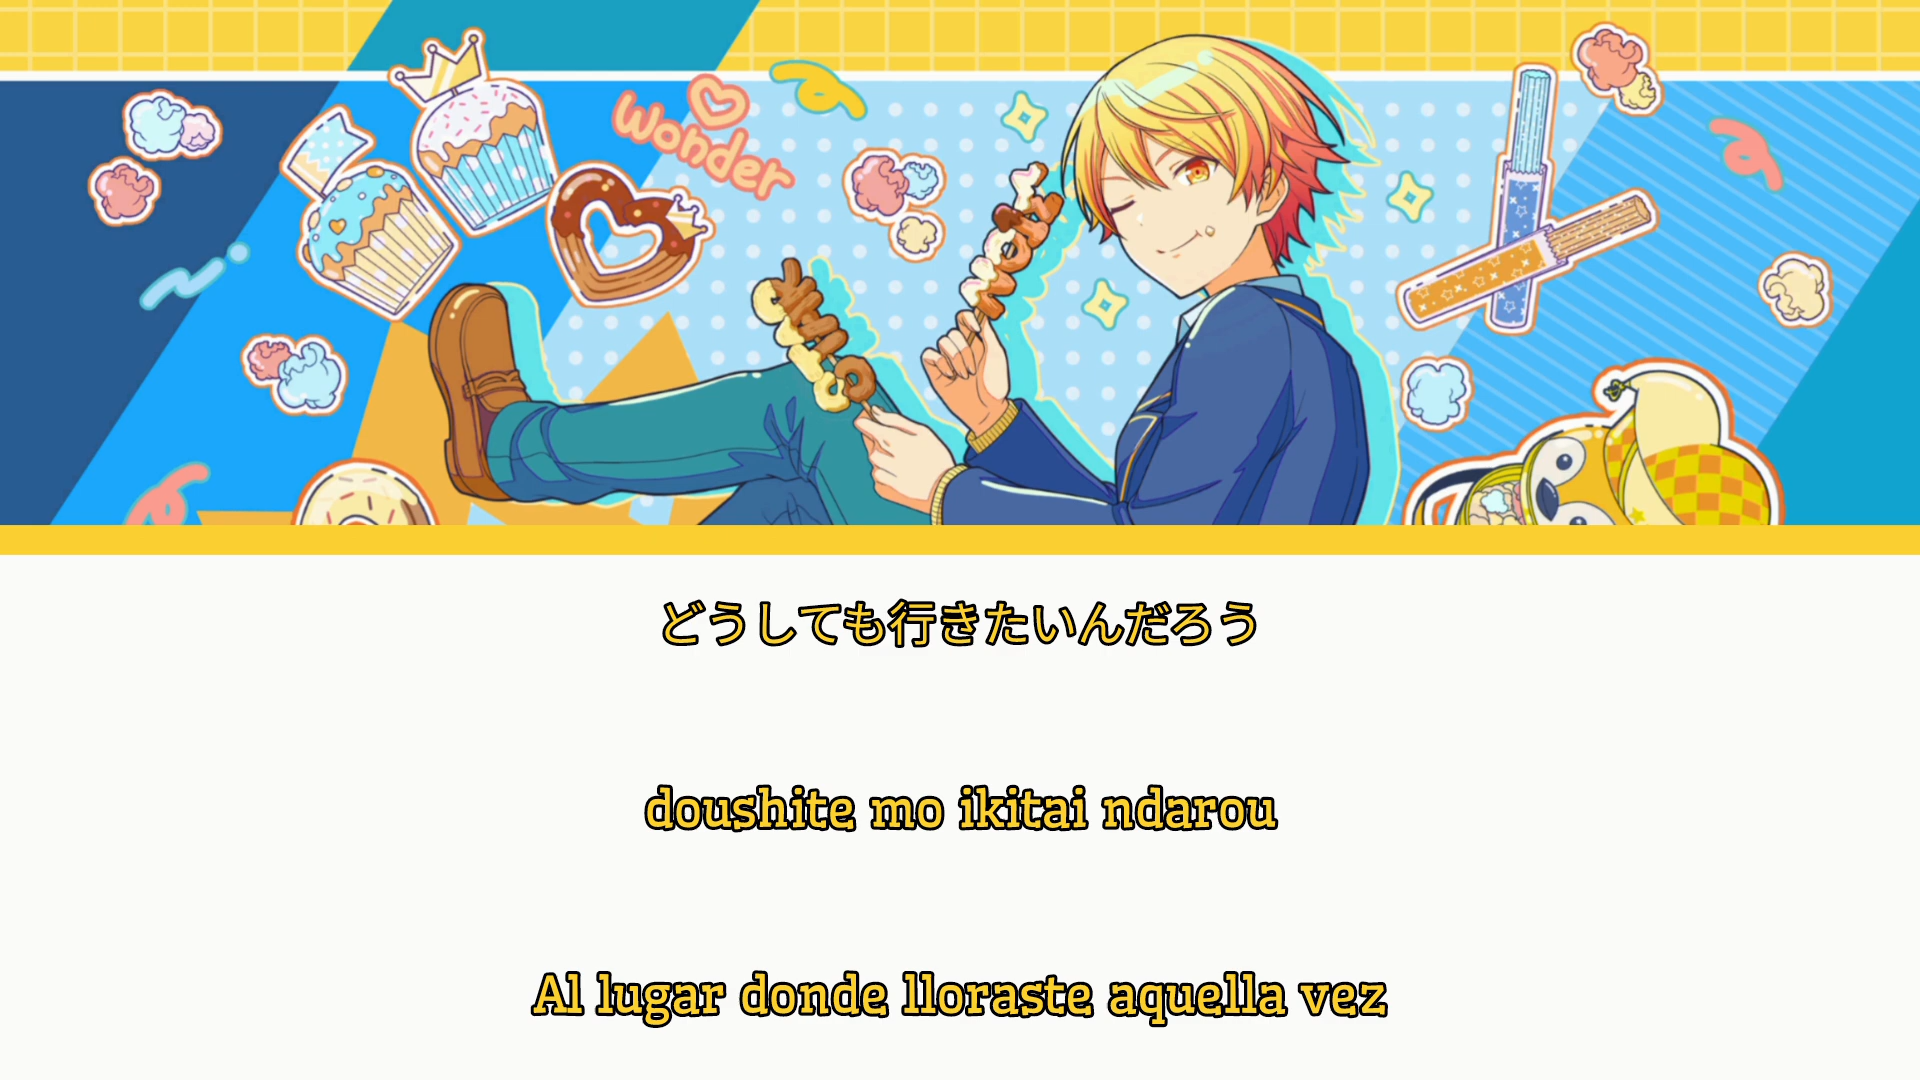 Wonder
どうしても行きたいんだろう
doushite mo ikitai ndarou
Al lugar donde lloraste aquella vez